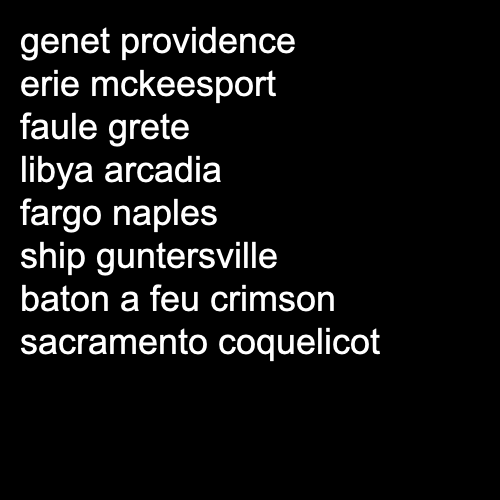 genet providence
erie mckeesport
faule grete
libya arcadia
fargo naples
ship guntersville
baton a feu crimson
sacramento coquelicot